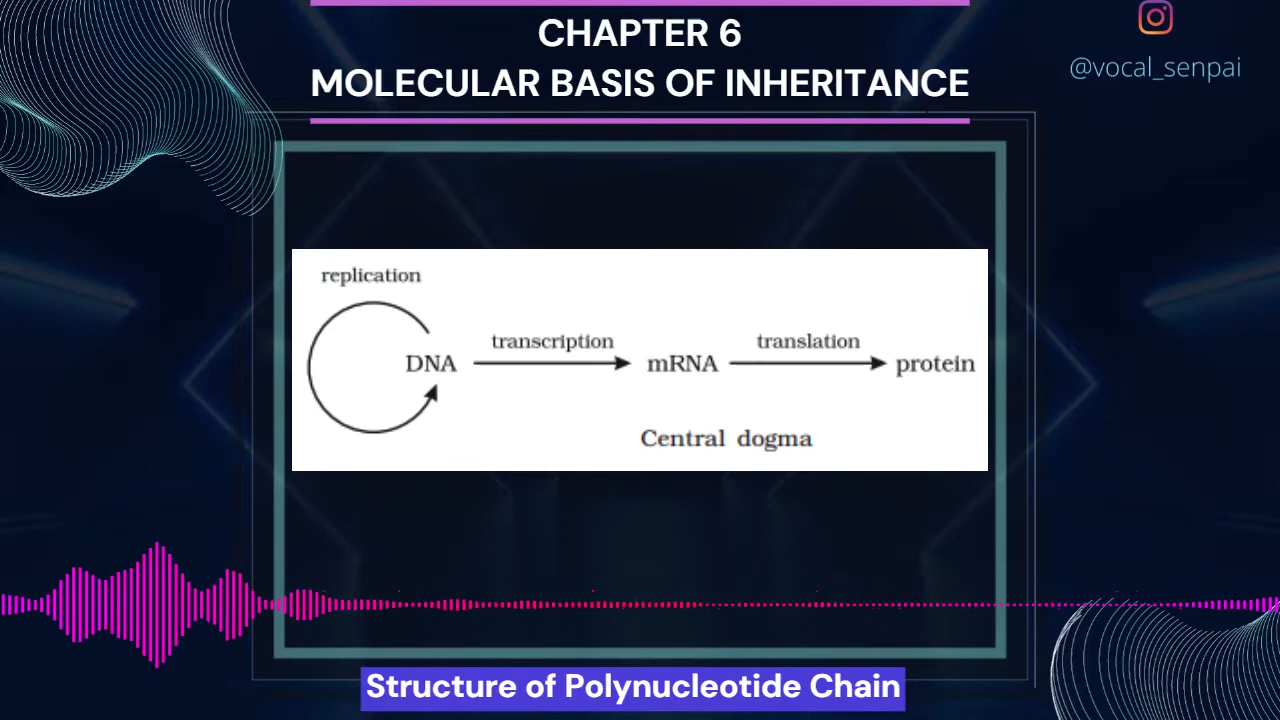 CHAPTER 6
MOLECULAR BASIS OF INHERITANCE
@vocal_senpai
replication
DNA
transcription
mRNA
translation
protein
Central dogma
Structure of Polynucleotide Chain